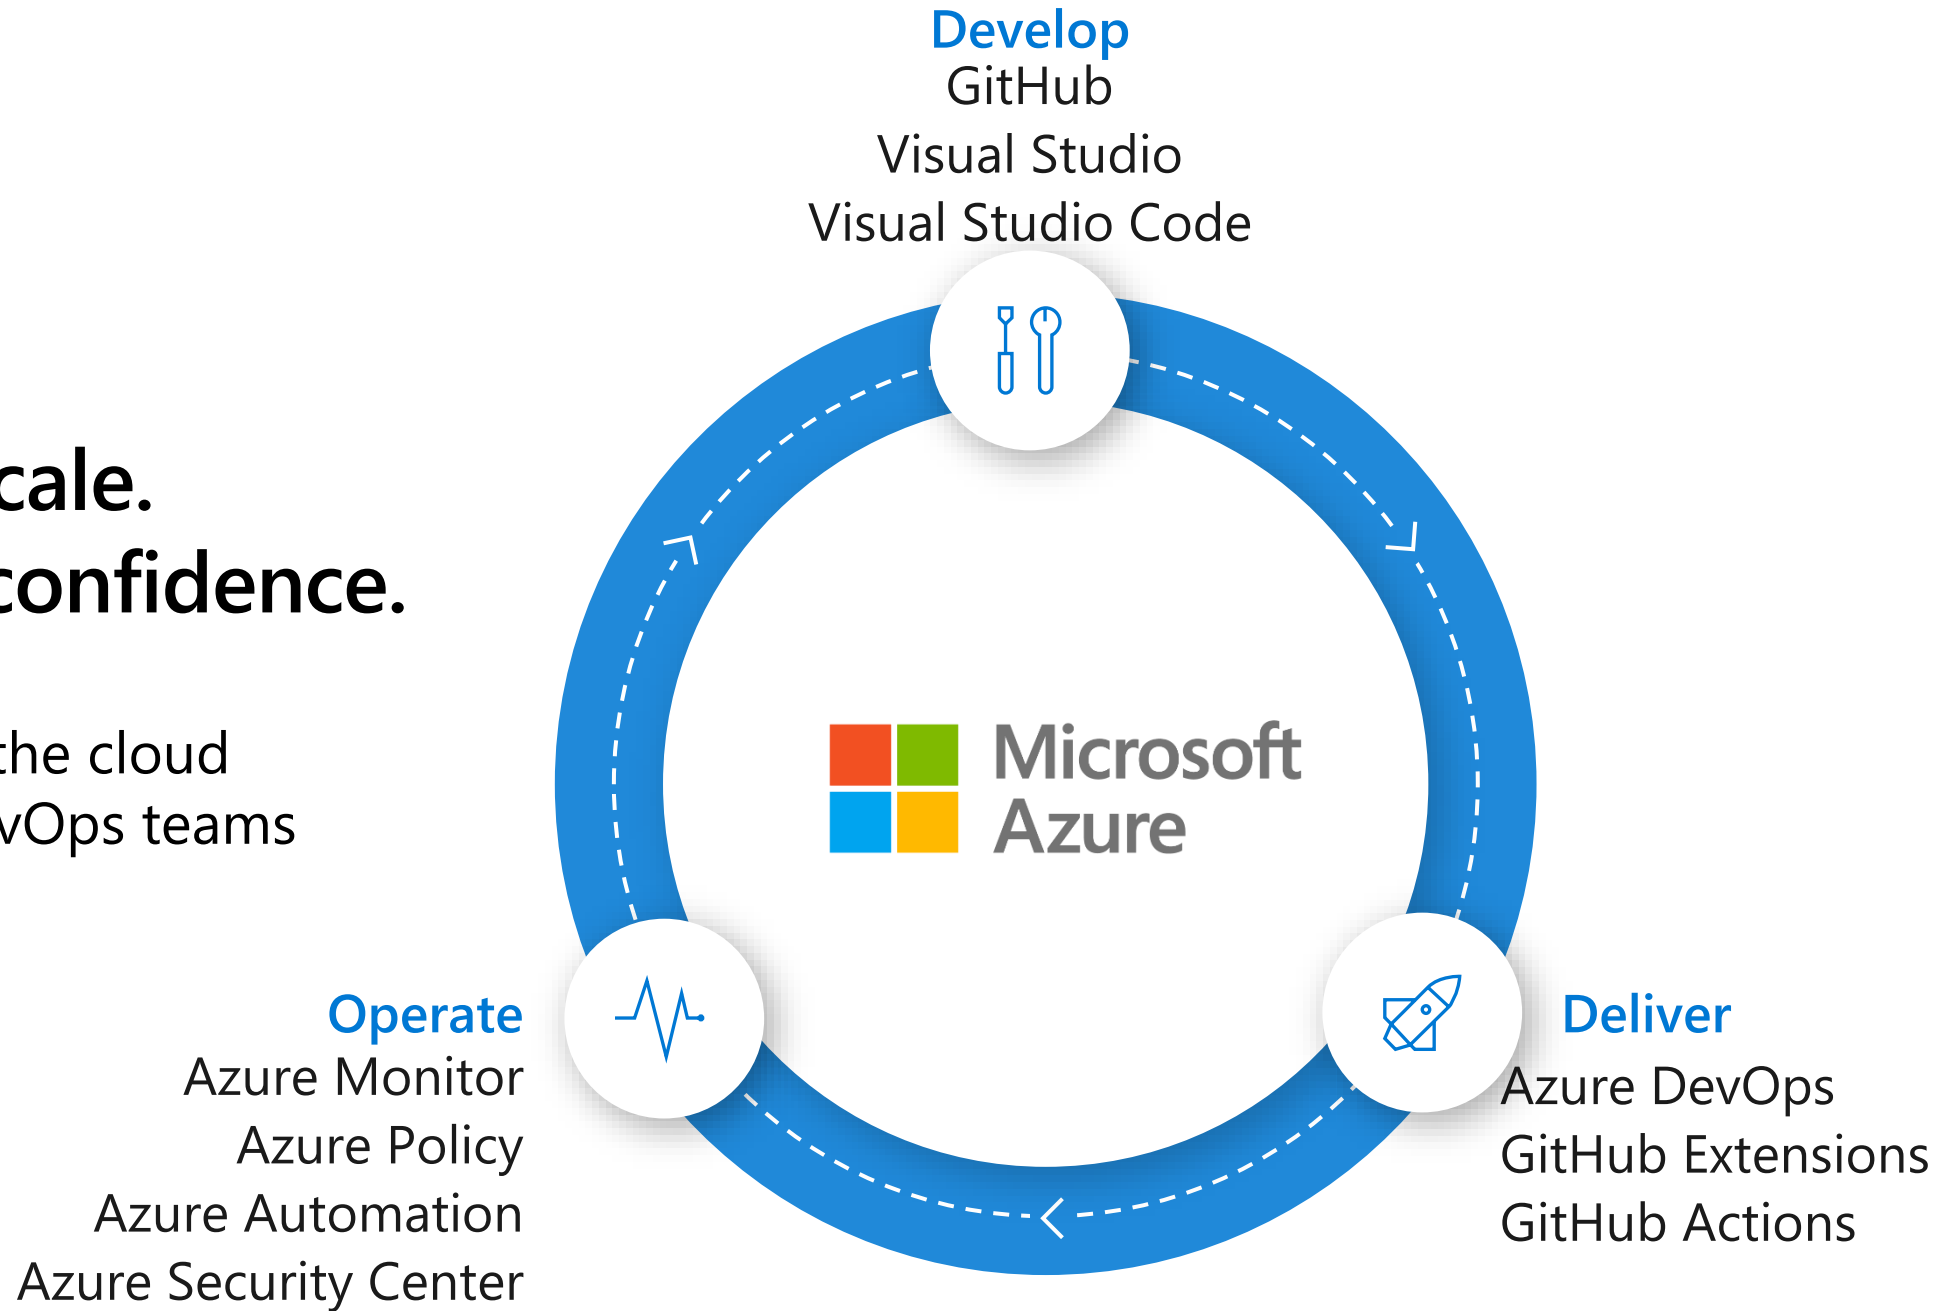 Develop
GitHub
Visual Studio
Visual Studio Code
cale.
confidence.
the cloud
vOps teams
Microsoft
Azure
Operate
Azure Monitor
Azure Policy
Azure Automation
Azure Security Center
Deliver
Azure DevOps
GitHub Extensions
GitHub Actions